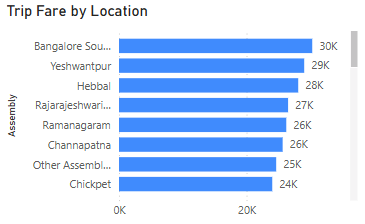 Trip Fare by Location
Assembly
Bangalore Sou... 30K
Yeshwantpur 29K
Hebbal 28K
Rajarajeshwari... 27K
Ramanagaram 26K
Channapatna 26K
Other Assembl... 25K
Chickpet 24K
0K 20K